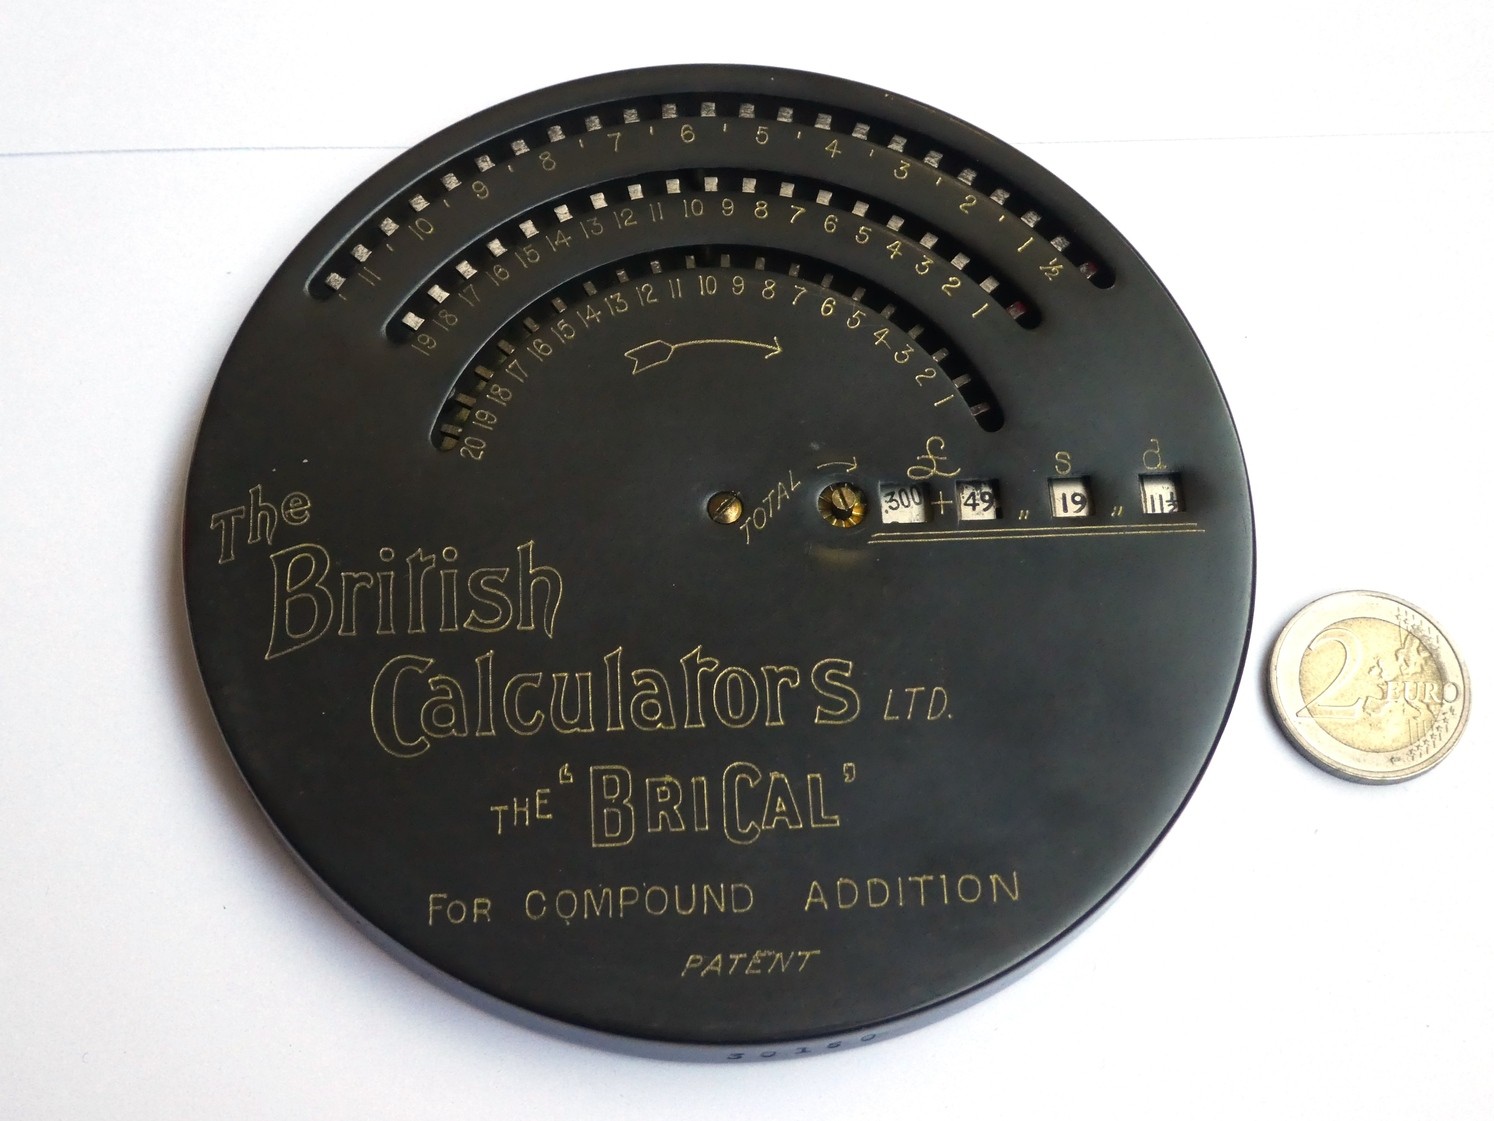 11 ' 10 ' 9 ' 8 ' 7 ' 6 ' 5 ' 4 ' 3 ' 2 ' 1 ½
19 18 17 16 15 14 13 12 11 10 9 8 7 6 5 4 3 2 1
20 19 18 17 16 15 14 13 12 11 10 9 8 7 6 5 4 3 2 1
£ s d
TOTAL 300 + 49 „ 19 „ 11½
The
British
Calculators LTD.
THE "BRICAL"
FOR COMPOUND ADDITION
PATENT
30160
2 EURO